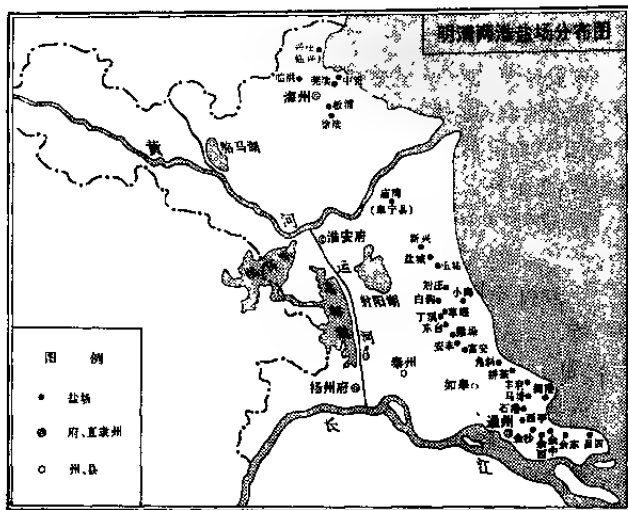 明清两淮盐场分布图
兴庄
临兴
临洪
莞渎
中正
海州
板浦
徐渎
骆马湖
黄
河
庙湾
(阜宁县)
淮安府
新兴
盐城
伍祐
运
射阳湖
刘庄
白驹
小海
草堰
丁溪
东台
安丰
富安
河
泰州
角斜
拼茶
如皋
丰利
掘港
马塘
石港
西亭
通州
金沙
余西
余中
余东
吕四
扬州府
长
江
图 例
盐场
府、直隶州
州、县